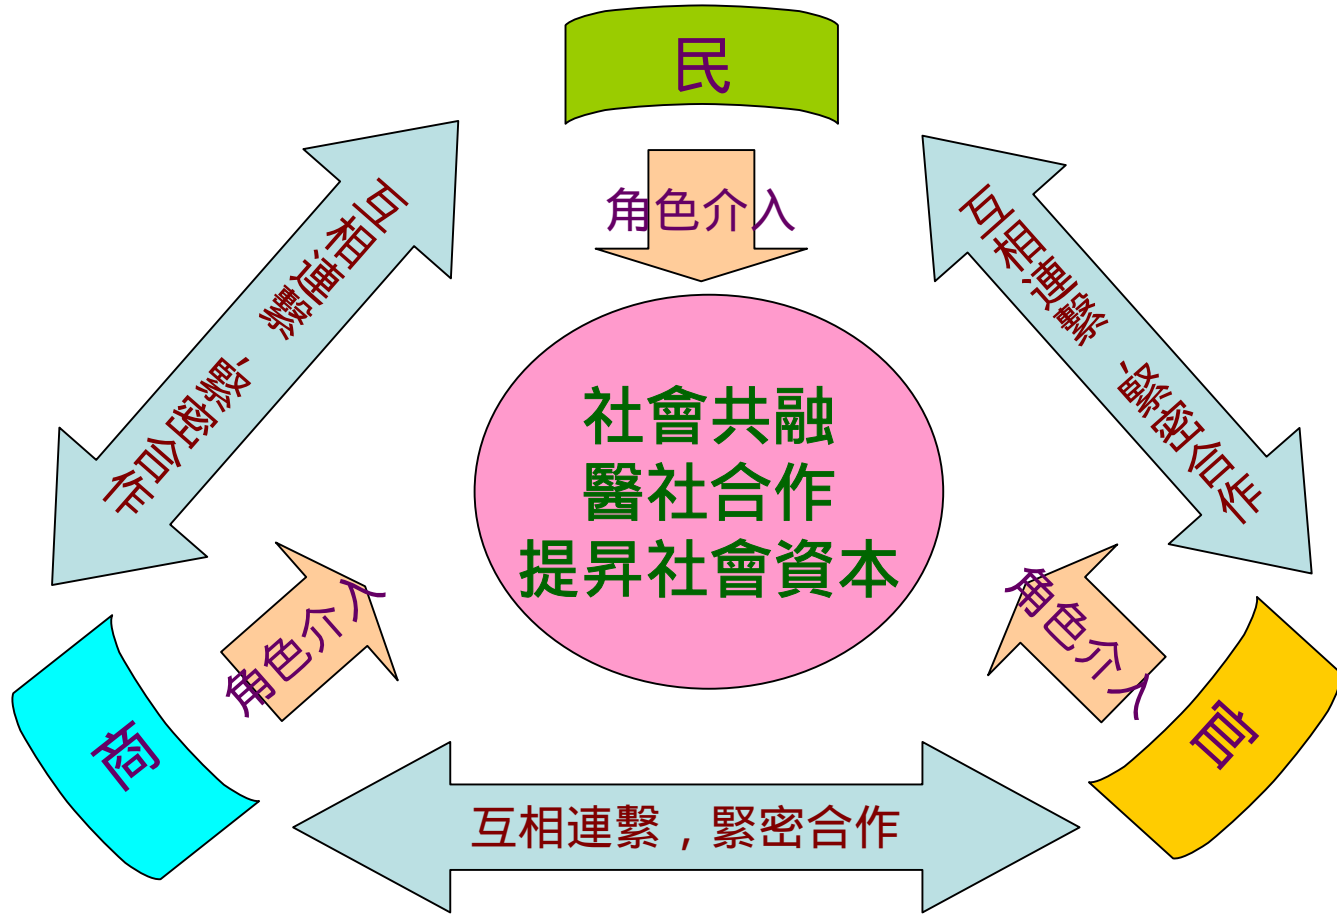 民
角色介入
互相連繫、緊密合作
互相連繫、緊密合作
社會共融
醫社合作
提昇社會資本
角色介入
角色介入
商
官
互相連繫，緊密合作